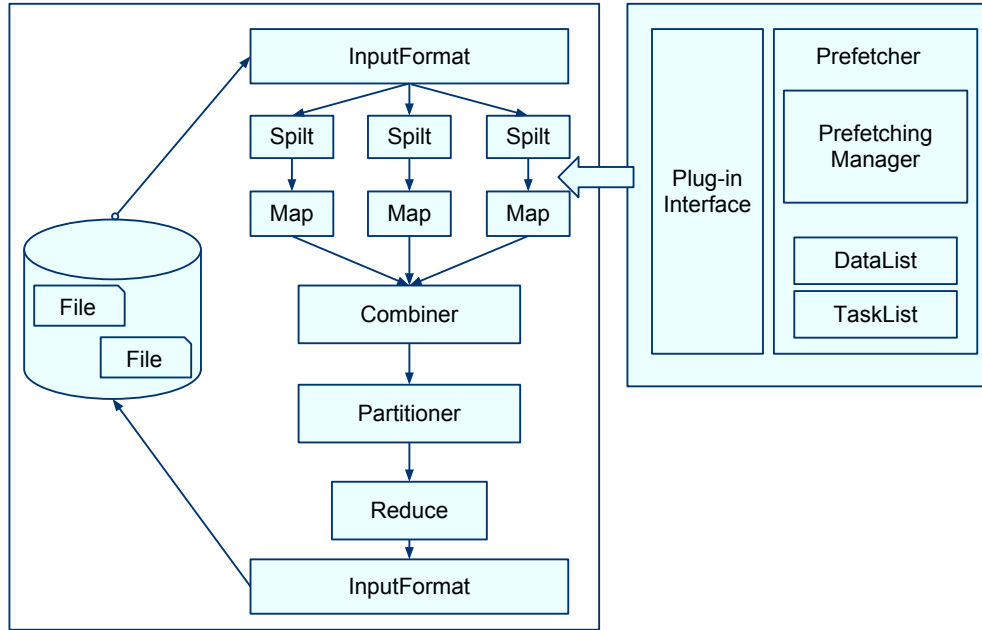 InputFormat
Spilt
Spilt
Spilt
Map
Map
Map
File
File
Combiner
Partitioner
Reduce
InputFormat
Plug-in
Interface
Prefetcher
Prefetching
Manager
DataList
TaskList